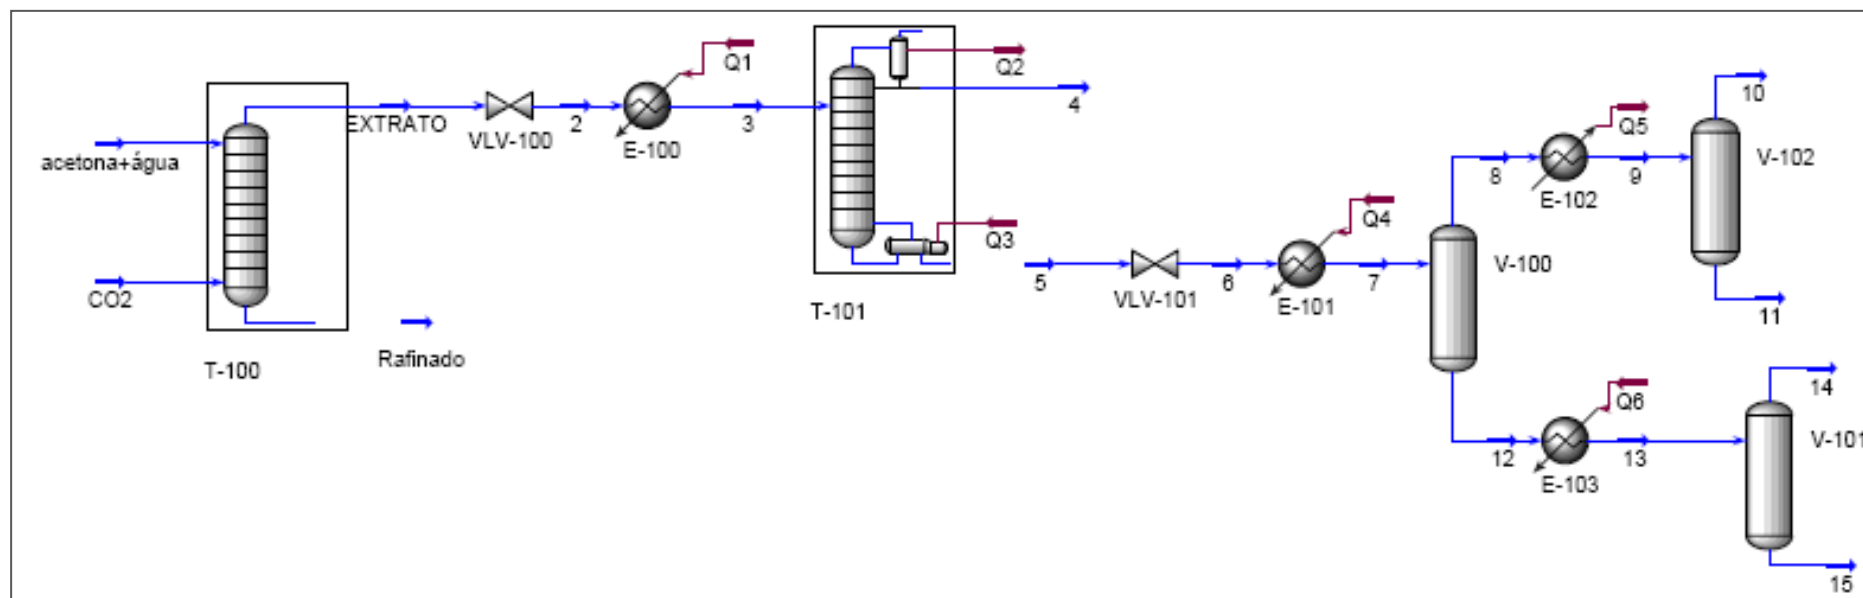 acetona+água
CO2
T-100
EXTRATO
Rafinado
VLV-100
2
E-100
Q1
3
T-101
Q2
4
Q3
5
VLV-101
6
E-101
Q4
7
V-100
8
E-102
Q5
9
V-102
10
11
12
E-103
Q6
13
V-101
14
15